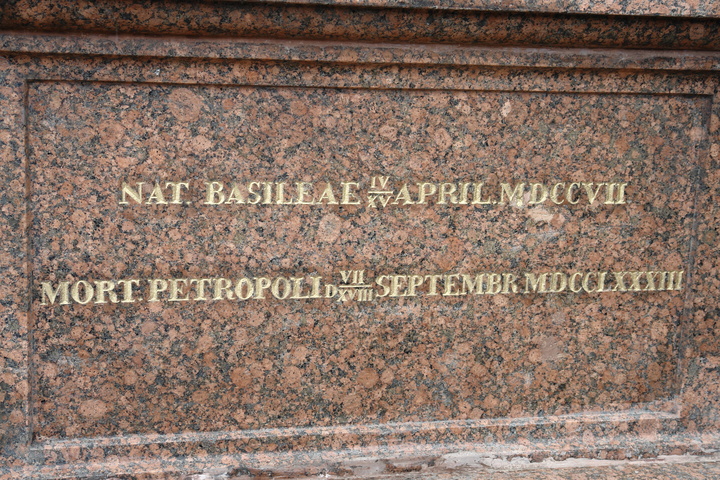 NAT. BASILEAE IV/XV APRIL. MDCCVII
MORT. PETROPOLI D VII/XVIII SEPTEMBR. MDCCLXXXIII